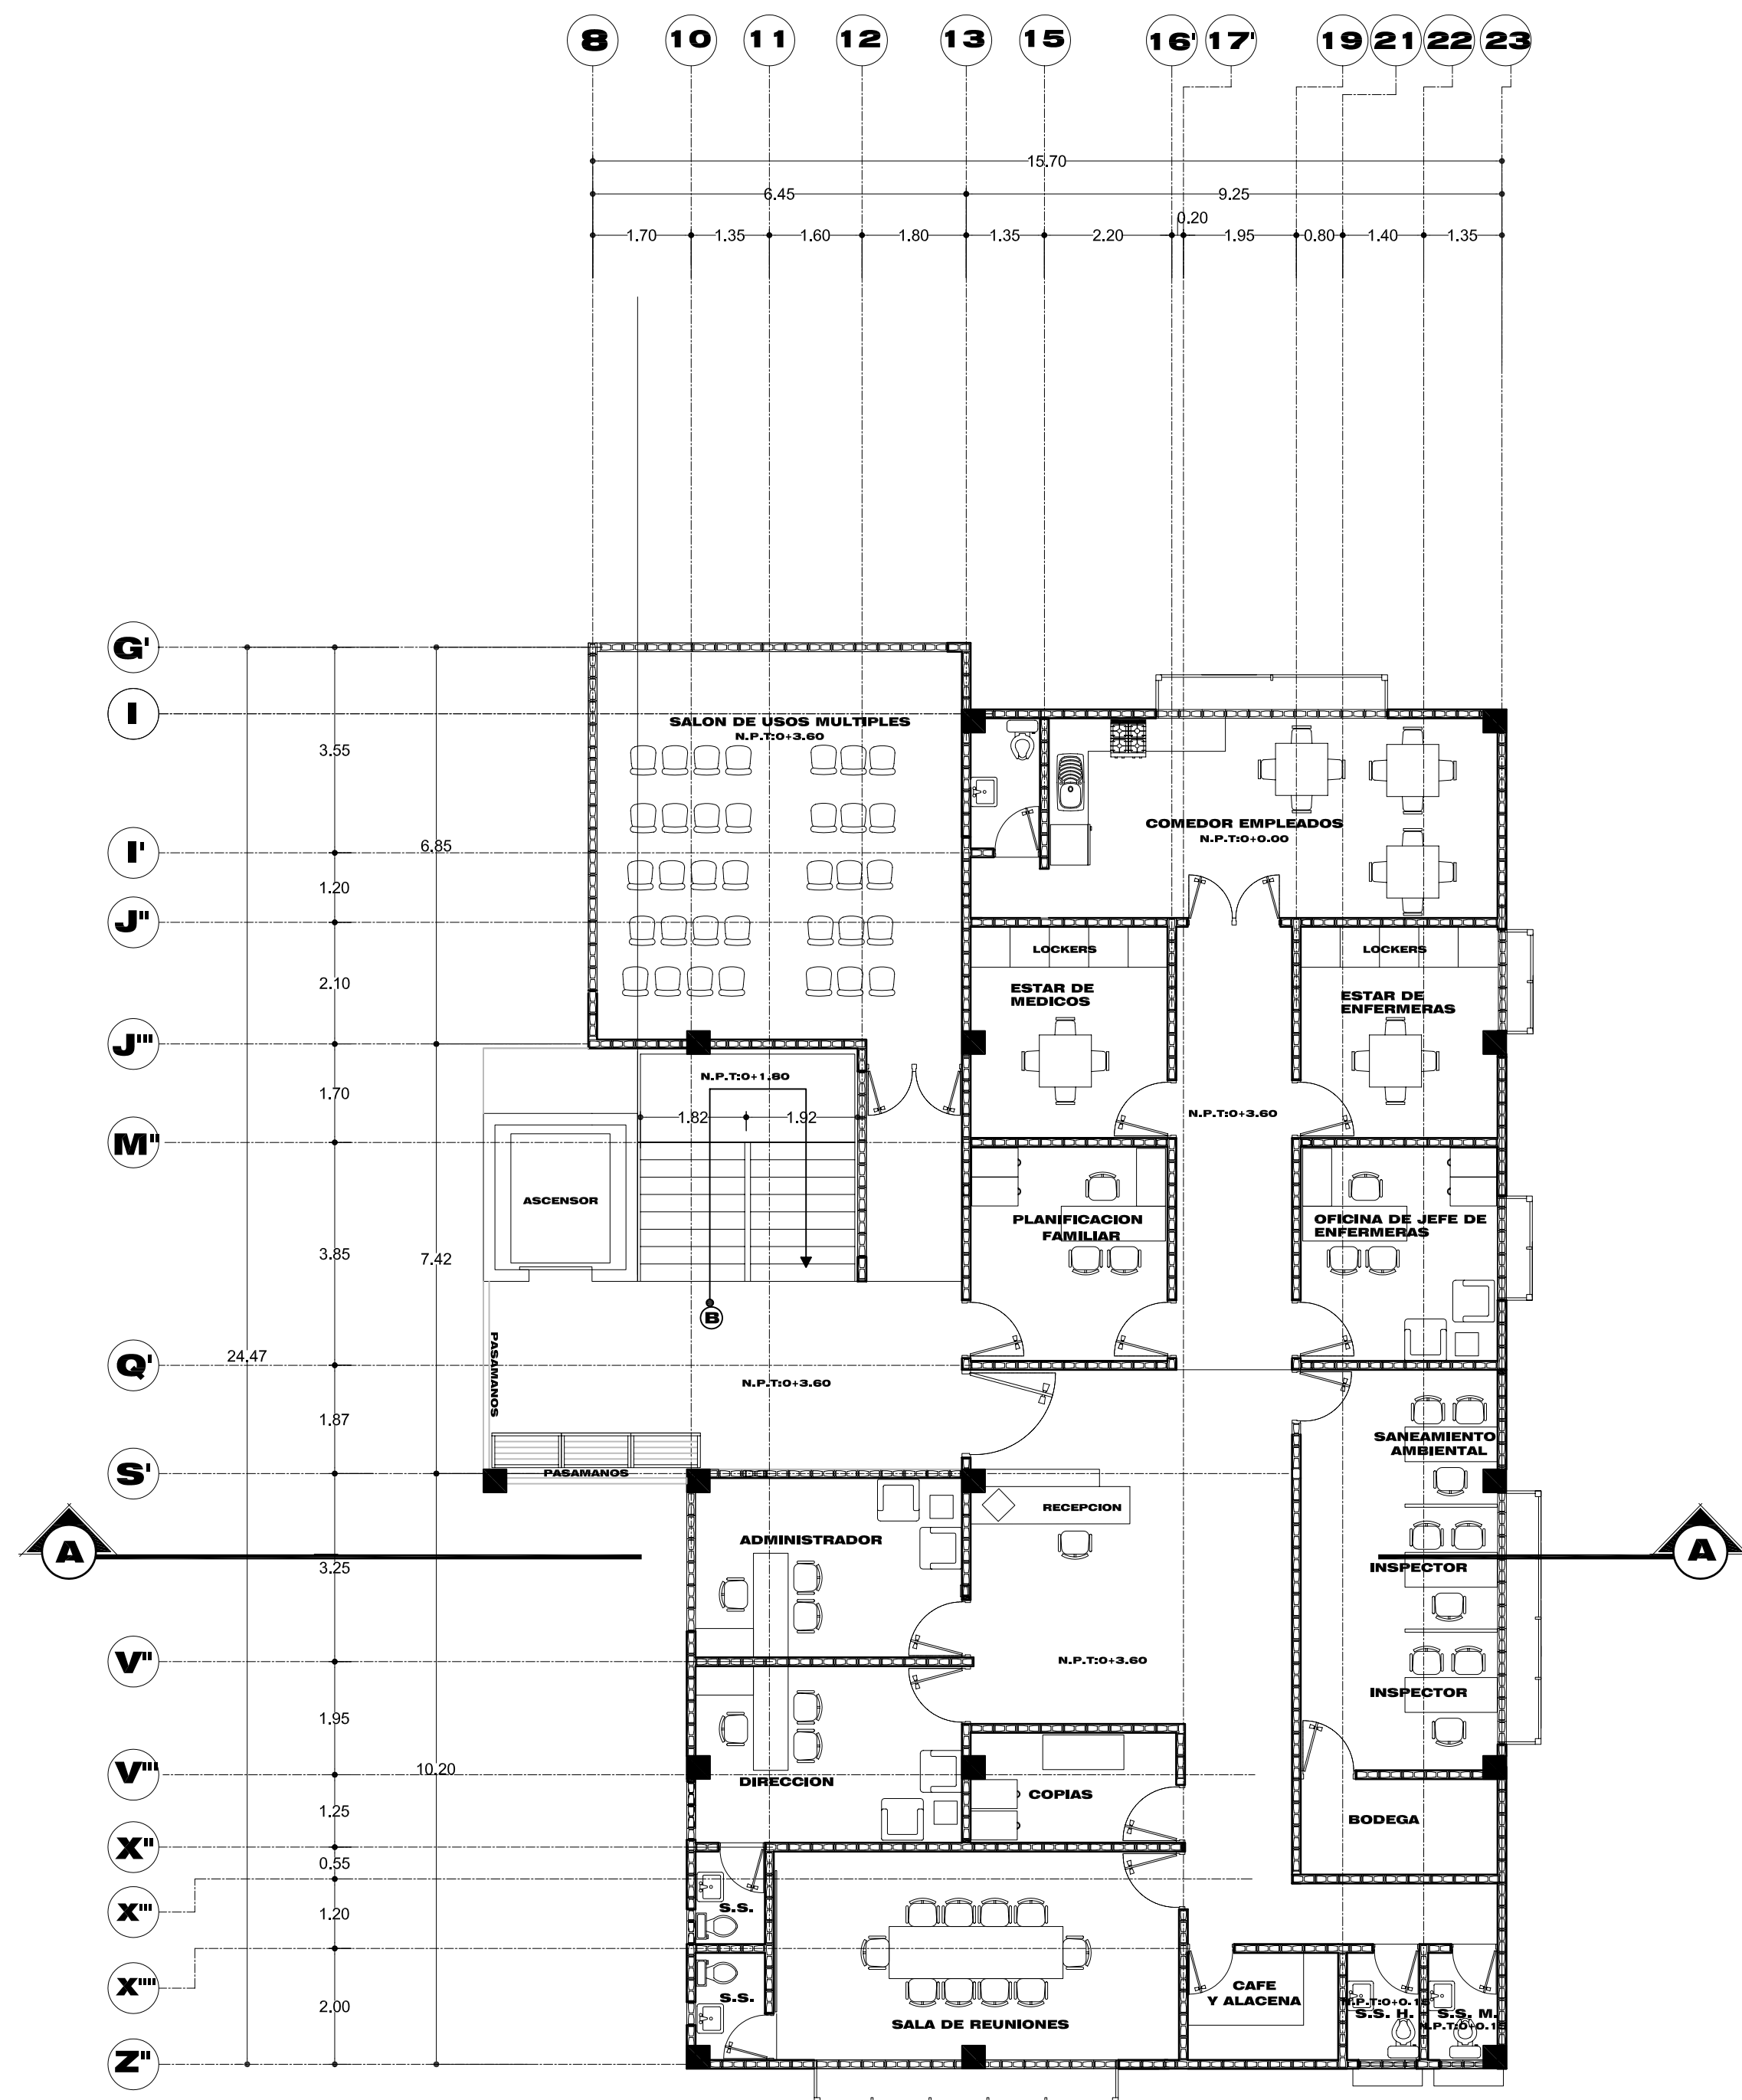 8 10 11 12 13 15 16' 17' 19 21 22 23
15.70
6.45 9.25
0.20
1.70 1.35 1.60 1.80 1.35 2.20 1.95 0.80 1.40 1.35
G'
I
SALON DE USOS MULTIPLES
N.P.T:0+3.60
3.55
COMEDOR EMPLEADOS
N.P.T:0+0.00
I'
6.85
1.20
J"
LOCKERS LOCKERS
2.10
ESTAR DE
MEDICOS
ESTAR DE
ENFERMERAS
J'''
N.P.T:0+1.80
1.70
1.82 1.92
N.P.T:0+3.60
M"
ASCENSOR
PLANIFICACION
FAMILIAR
OFICINA DE JEFE DE
ENFERMERAS
3.85
7.42
B
PASAMANOS
24.47
Q'
N.P.T:0+3.60
1.87
SANEAMIENTO
AMBIENTAL
S'
PASAMANOS
RECEPCION
ADMINISTRADOR
A A
3.25
INSPECTOR
V"
N.P.T:0+3.60
INSPECTOR
1.95
V'''
10.20
DIRECCION
COPIAS
1.25
BODEGA
X"
0.55
X'''
1.20
S.S.
X''''
S.S.
2.00
CAFE
Y ALACENA
N.P.T:0+0.15
S.S. H.
S.S. M.
N.P.T:0+0.15
SALA DE REUNIONES
Z"